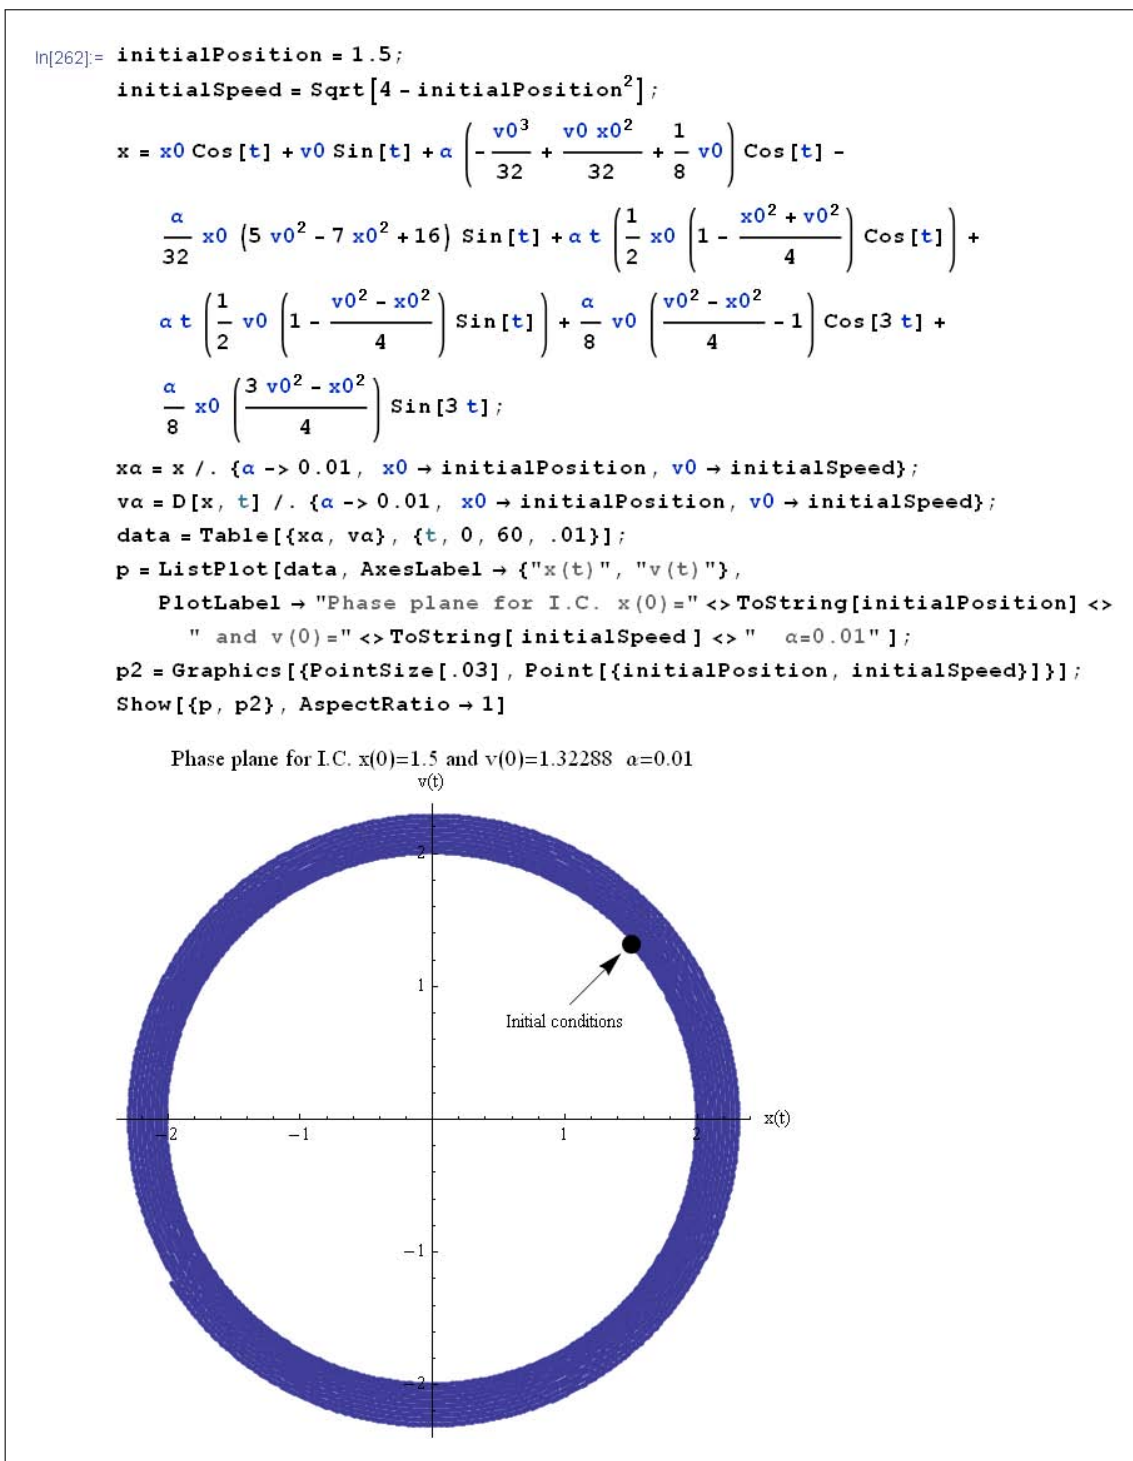 In[262]:= initialPosition = 1.5;
initialSpeed = Sqrt[4 - initialPosition^2];
x = x0 Cos[t] + v0 Sin[t] + α (-v0^3/32 + v0 x0^2/32 + 1/8 v0) Cos[t] -
α/32 x0 (5 v0^2 - 7 x0^2 + 16) Sin[t] + α t (1/2 x0 (1 - (x0^2 + v0^2)/4) Cos[t]) +
α t (1/2 v0 (1 - (v0^2 - x0^2)/4) Sin[t]) + α/8 v0 ((v0^2 - x0^2)/4 - 1) Cos[3 t] +
α/8 x0 ((3 v0^2 - x0^2)/4) Sin[3 t];
xα = x /. {α -> 0.01, x0 → initialPosition, v0 → initialSpeed};
vα = D[x, t] /. {α -> 0.01, x0 → initialPosition, v0 → initialSpeed};
data = Table[{xα, vα}, {t, 0, 60, .01}];
p = ListPlot[data, AxesLabel → {"x(t)", "v(t)"},
PlotLabel → "Phase plane for I.C. x(0)=" <> ToString[initialPosition] <>
" and v(0)=" <> ToString[ initialSpeed ] <> "  α=0.01" ];
p2 = Graphics[{PointSize[.03], Point[{initialPosition, initialSpeed}]}];
Show[{p, p2}, AspectRatio → 1]
Phase plane for I.C. x(0)=1.5 and v(0)=1.32288  α=0.01
v(t)
2
1
Initial conditions
-2 -1 1 2 x(t)
-1
-2